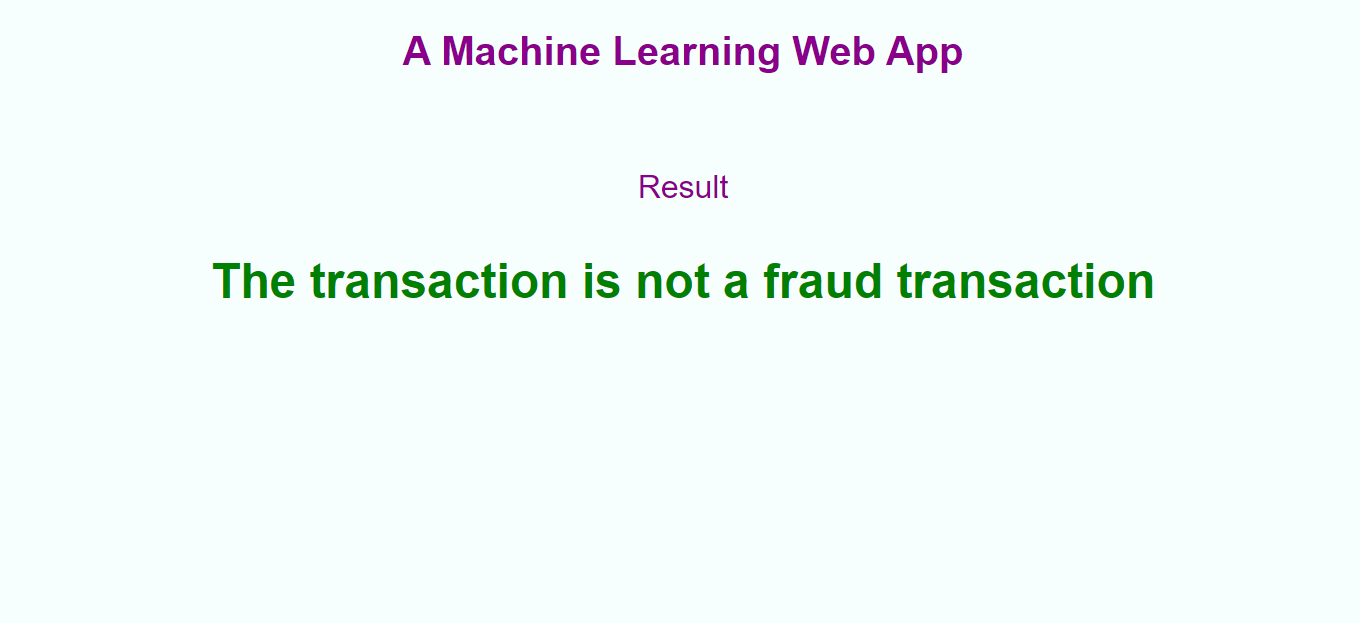 A Machine Learning Web App
Result
The transaction is not a fraud transaction